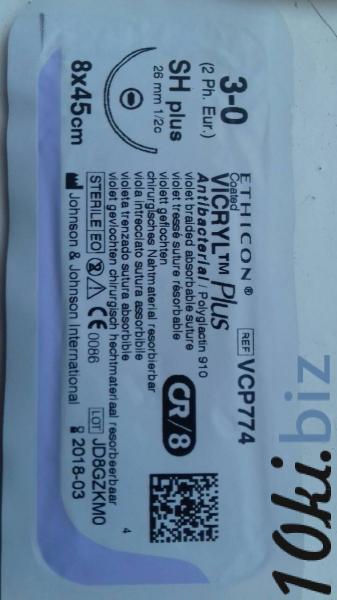 3-0
(2 Ph. Eur.)
SH plus
26 mm 1/2c
8x45cm
ETHICON®
Coated
VICRYL™ Plus
Antibacterial / Polyglactin 910
violet braided absorbable suture
violet tressé suture résorbable
violett geflochten
chirurgisches Nahtmaterial resorbierbar
viola intrecciato sutura assorbibile
violeta trenzado sutura absorbible
violet gevlochten chirurgisch hechtmateriaal resorbeerbaar
STERILE EO 2 CE 0086
Johnson & Johnson International
REF VCP774
CR/8
4
LOT JD8GZKM0
2018-03
10ki.biz